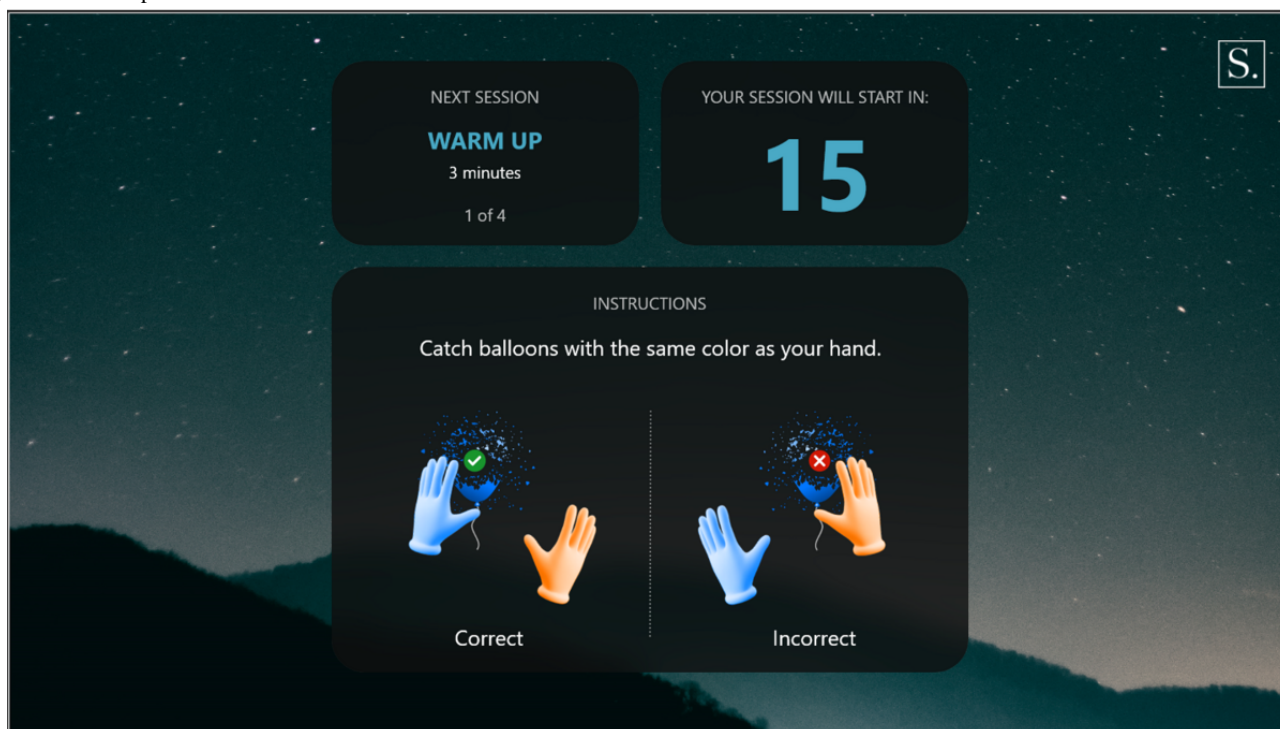 S.
NEXT SESSION
WARM UP
3 minutes
1 of 4
YOUR SESSION WILL START IN:
15
INSTRUCTIONS
Catch balloons with the same color as your hand.
Correct
Incorrect